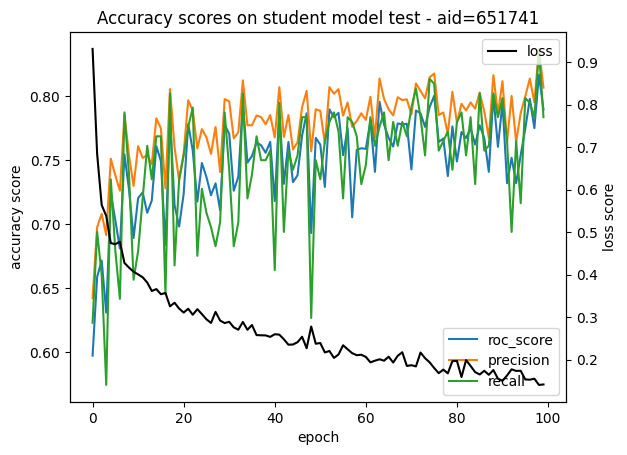 Accuracy scores on student model test - aid=651741
loss
accuracy score
0.80
0.75
0.70
0.65
0.60
0.9
0.8
0.7
0.6
0.5
0.4
0.3
0.2
loss score
roc_score
precision
recall
0
20
40
60
80
100
epoch